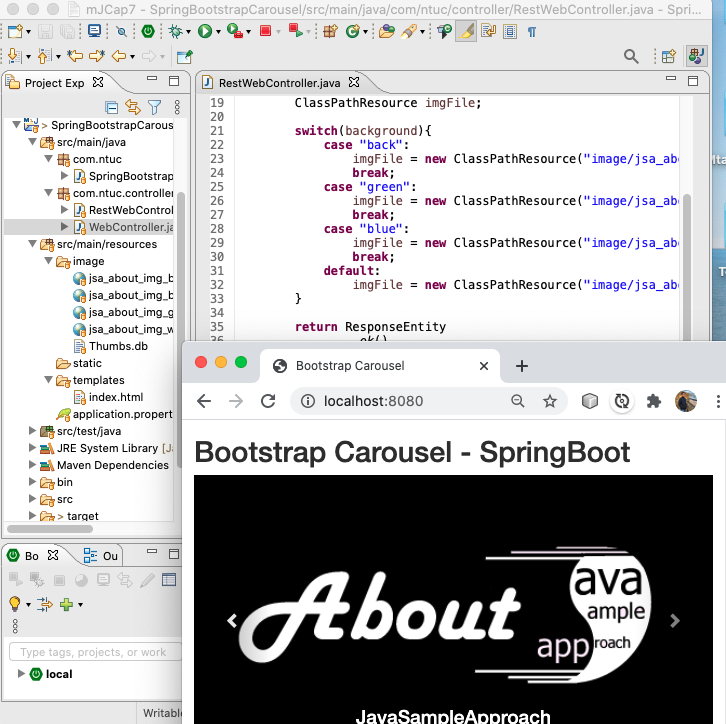 mJCap7 - SpringBootstrapCarousel/src/main/java/com/ntuc/controller/RestWebController.java - Spri...
Project Exp
RestWebController.java
> SpringBootstrapCarous
src/main/java
com.ntuc
SpringBootstrap
com.ntuc.controller
RestWebControl
WebController.ja
src/main/resources
image
jsa_about_img_b
jsa_about_img_b
jsa_about_img_g
jsa_about_img_w
Thumbs.db
static
templates
index.html
application.propert
src/test/java
JRE System Library [Ja
Maven Dependencies
bin
src
> target
19 ClassPathResource imgFile;
20
21 switch(background){
22 case "back":
23 imgFile = new ClassPathResource("image/jsa_abo
24 break;
25 case "green":
26 imgFile = new ClassPathResource("image/jsa_abo
27 break;
28 case "blue":
29 imgFile = new ClassPathResource("image/jsa_abo
30 break;
31 default:
32 imgFile = new ClassPathResource("image/jsa_abo
33 }
34
35 return ResponseEntity
36 .ok()
Bo
Ou
Type tags, projects, or work
local
Writable
Bootstrap Carousel
localhost:8080
Bootstrap Carousel - SpringBoot
About
ava
ample
approach
JavaSampleApproach